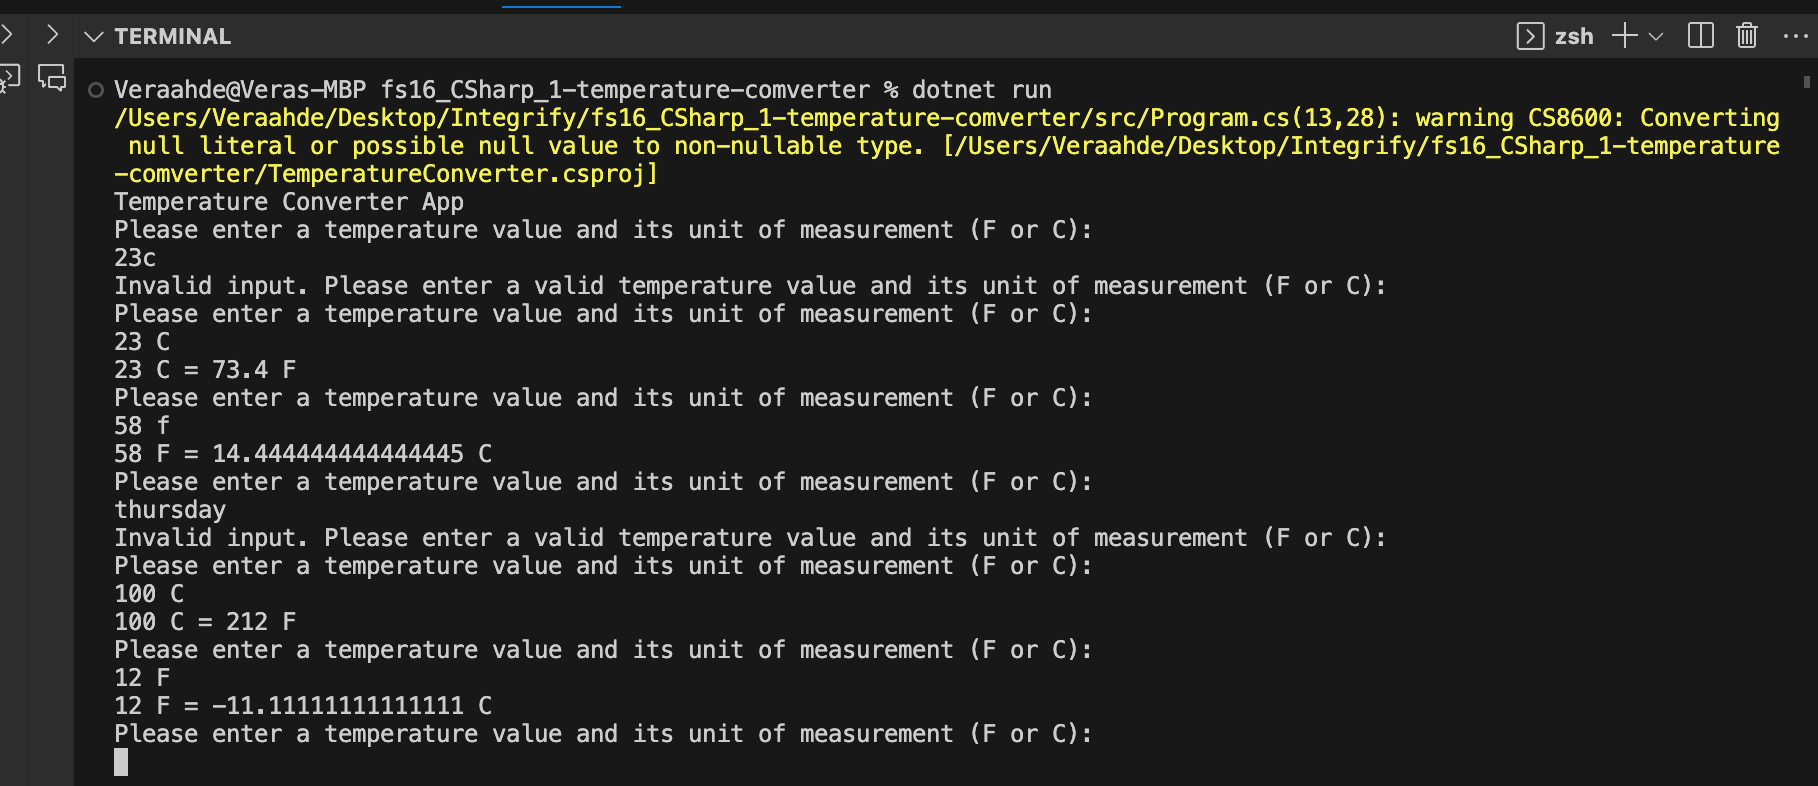 TERMINAL
zsh
Veraahde@Veras-MBP fs16_CSharp_1-temperature-comverter % dotnet run
/Users/Veraahde/Desktop/Integrify/fs16_CSharp_1-temperature-comverter/src/Program.cs(13,28): warning CS8600: Converting
null literal or possible null value to non-nullable type. [/Users/Veraahde/Desktop/Integrify/fs16_CSharp_1-temperature
-comverter/TemperatureConverter.csproj]
Temperature Converter App
Please enter a temperature value and its unit of measurement (F or C):
23c
Invalid input. Please enter a valid temperature value and its unit of measurement (F or C):
Please enter a temperature value and its unit of measurement (F or C):
23 C
23 C = 73.4 F
Please enter a temperature value and its unit of measurement (F or C):
58 f
58 F = 14.444444444444445 C
Please enter a temperature value and its unit of measurement (F or C):
thursday
Invalid input. Please enter a valid temperature value and its unit of measurement (F or C):
Please enter a temperature value and its unit of measurement (F or C):
100 C
100 C = 212 F
Please enter a temperature value and its unit of measurement (F or C):
12 F
12 F = -11.11111111111111 C
Please enter a temperature value and its unit of measurement (F or C):